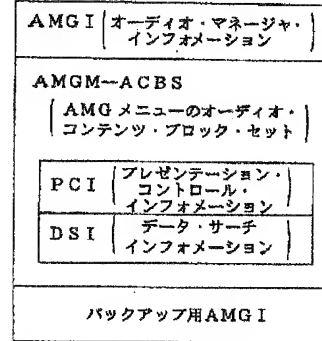 AMGI(オーディオ・マネージャ・
インフォメーション)
AMGM—ACBS
(AMGメニューのオーディオ・
コンテンツ・ブロック・セット)
PCI(プレゼンテーション・
コントロール・
インフォメーション)
DSI(データ・サーチ
インフォメーション)
バックアップ用AMGI